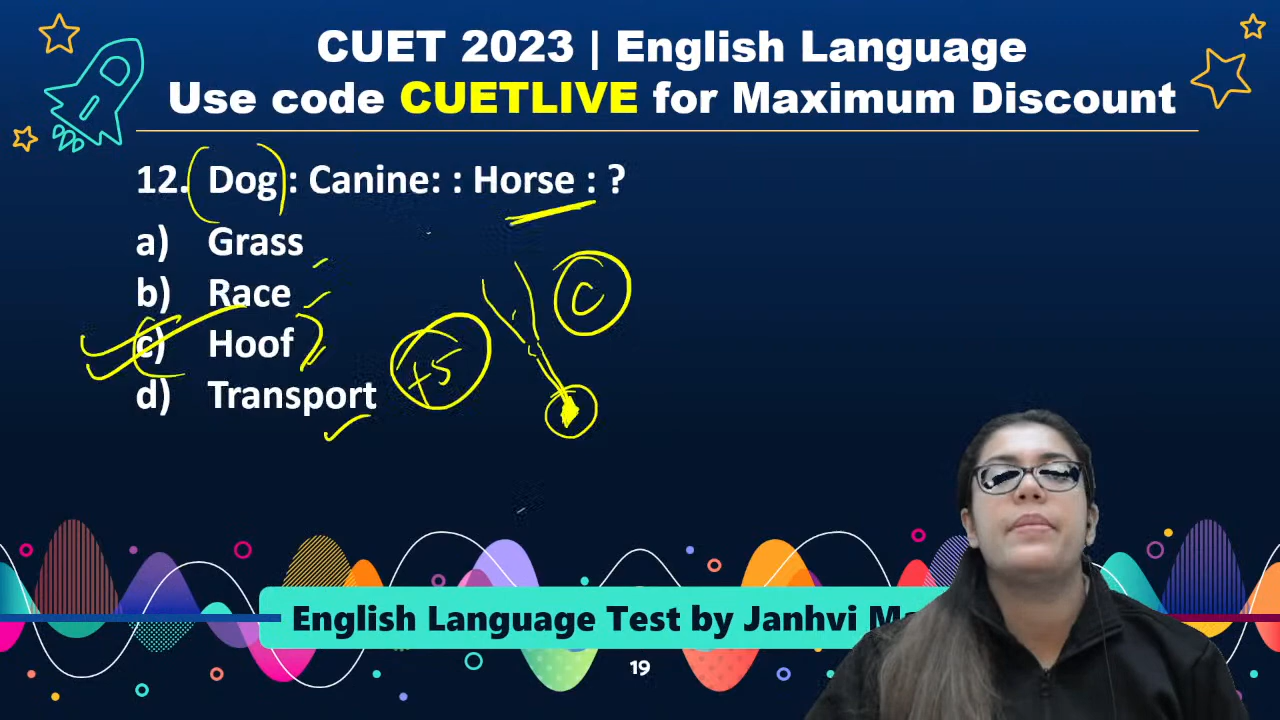 CUET 2023 | English Language
Use code CUETLIVE for Maximum Discount
12. Dog : Canine: : Horse : ?
a) Grass
b) Race
c) Hoof
d) Transport
C
+5
English Language Test by Janhvi
19